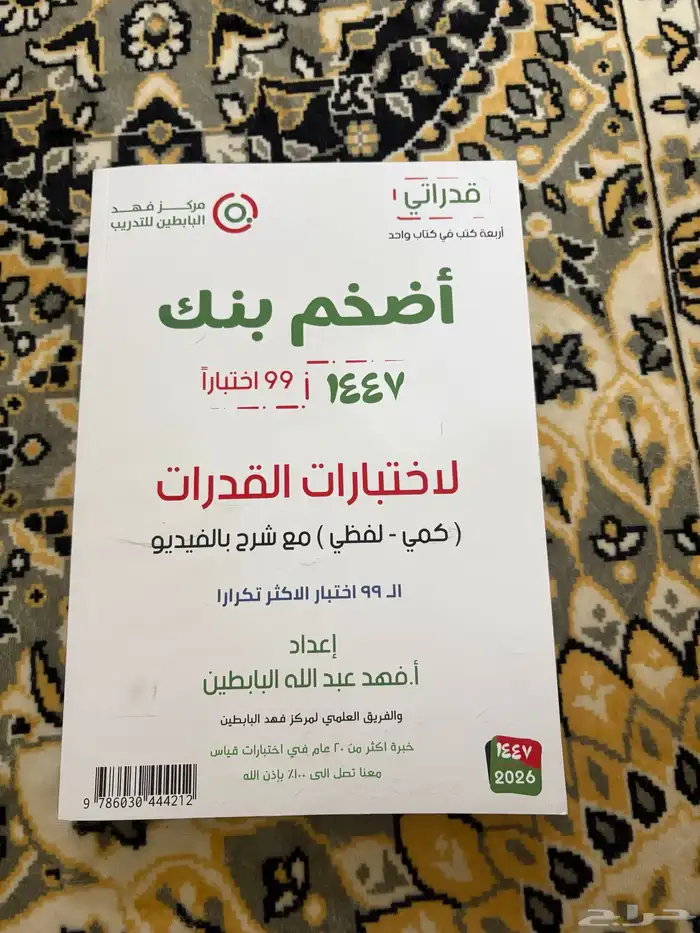 قدراتي
أربعة كتب في كتاب واحد
مركز فهد
البابطين للتدريب
أضخم بنك
١٤٤٧ 99 اختباراً
لاختبارات القدرات
( كمي - لفظي ) مع شرح بالفيديو
الـ ٩٩ اختبار الاكثر تكرارا
إعداد
أ.فهد عبد الله البابطين
والفريق العلمي لمركز فهد البابطين
خبرة اكثر من ٢٠ عام في اختبارات قياس
معنا تصل الى ١٠٠٪ بإذن الله
١٤٤٧
2026
9 786030 444212
حراج